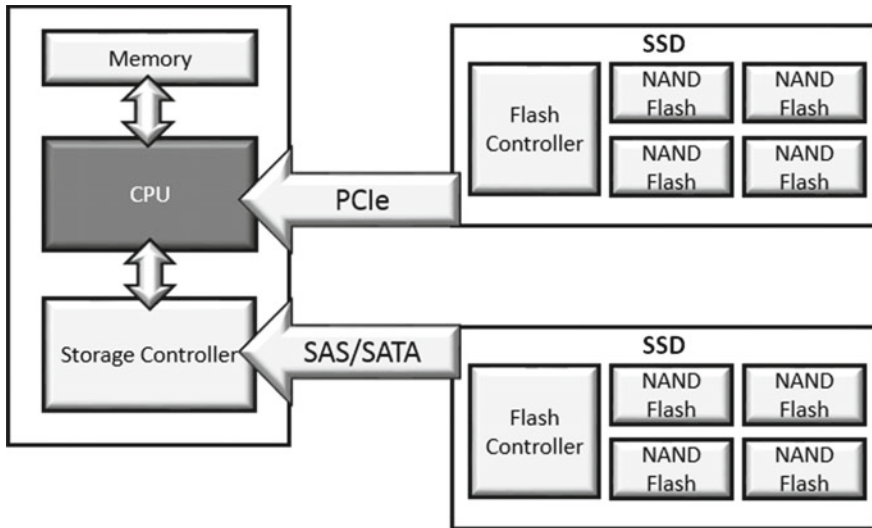 Memory
CPU
Storage Controller
PCIe
SAS/SATA
SSD
Flash
Controller
NAND
Flash
NAND
Flash
NAND
Flash
NAND
Flash
SSD
Flash
Controller
NAND
Flash
NAND
Flash
NAND
Flash
NAND
Flash